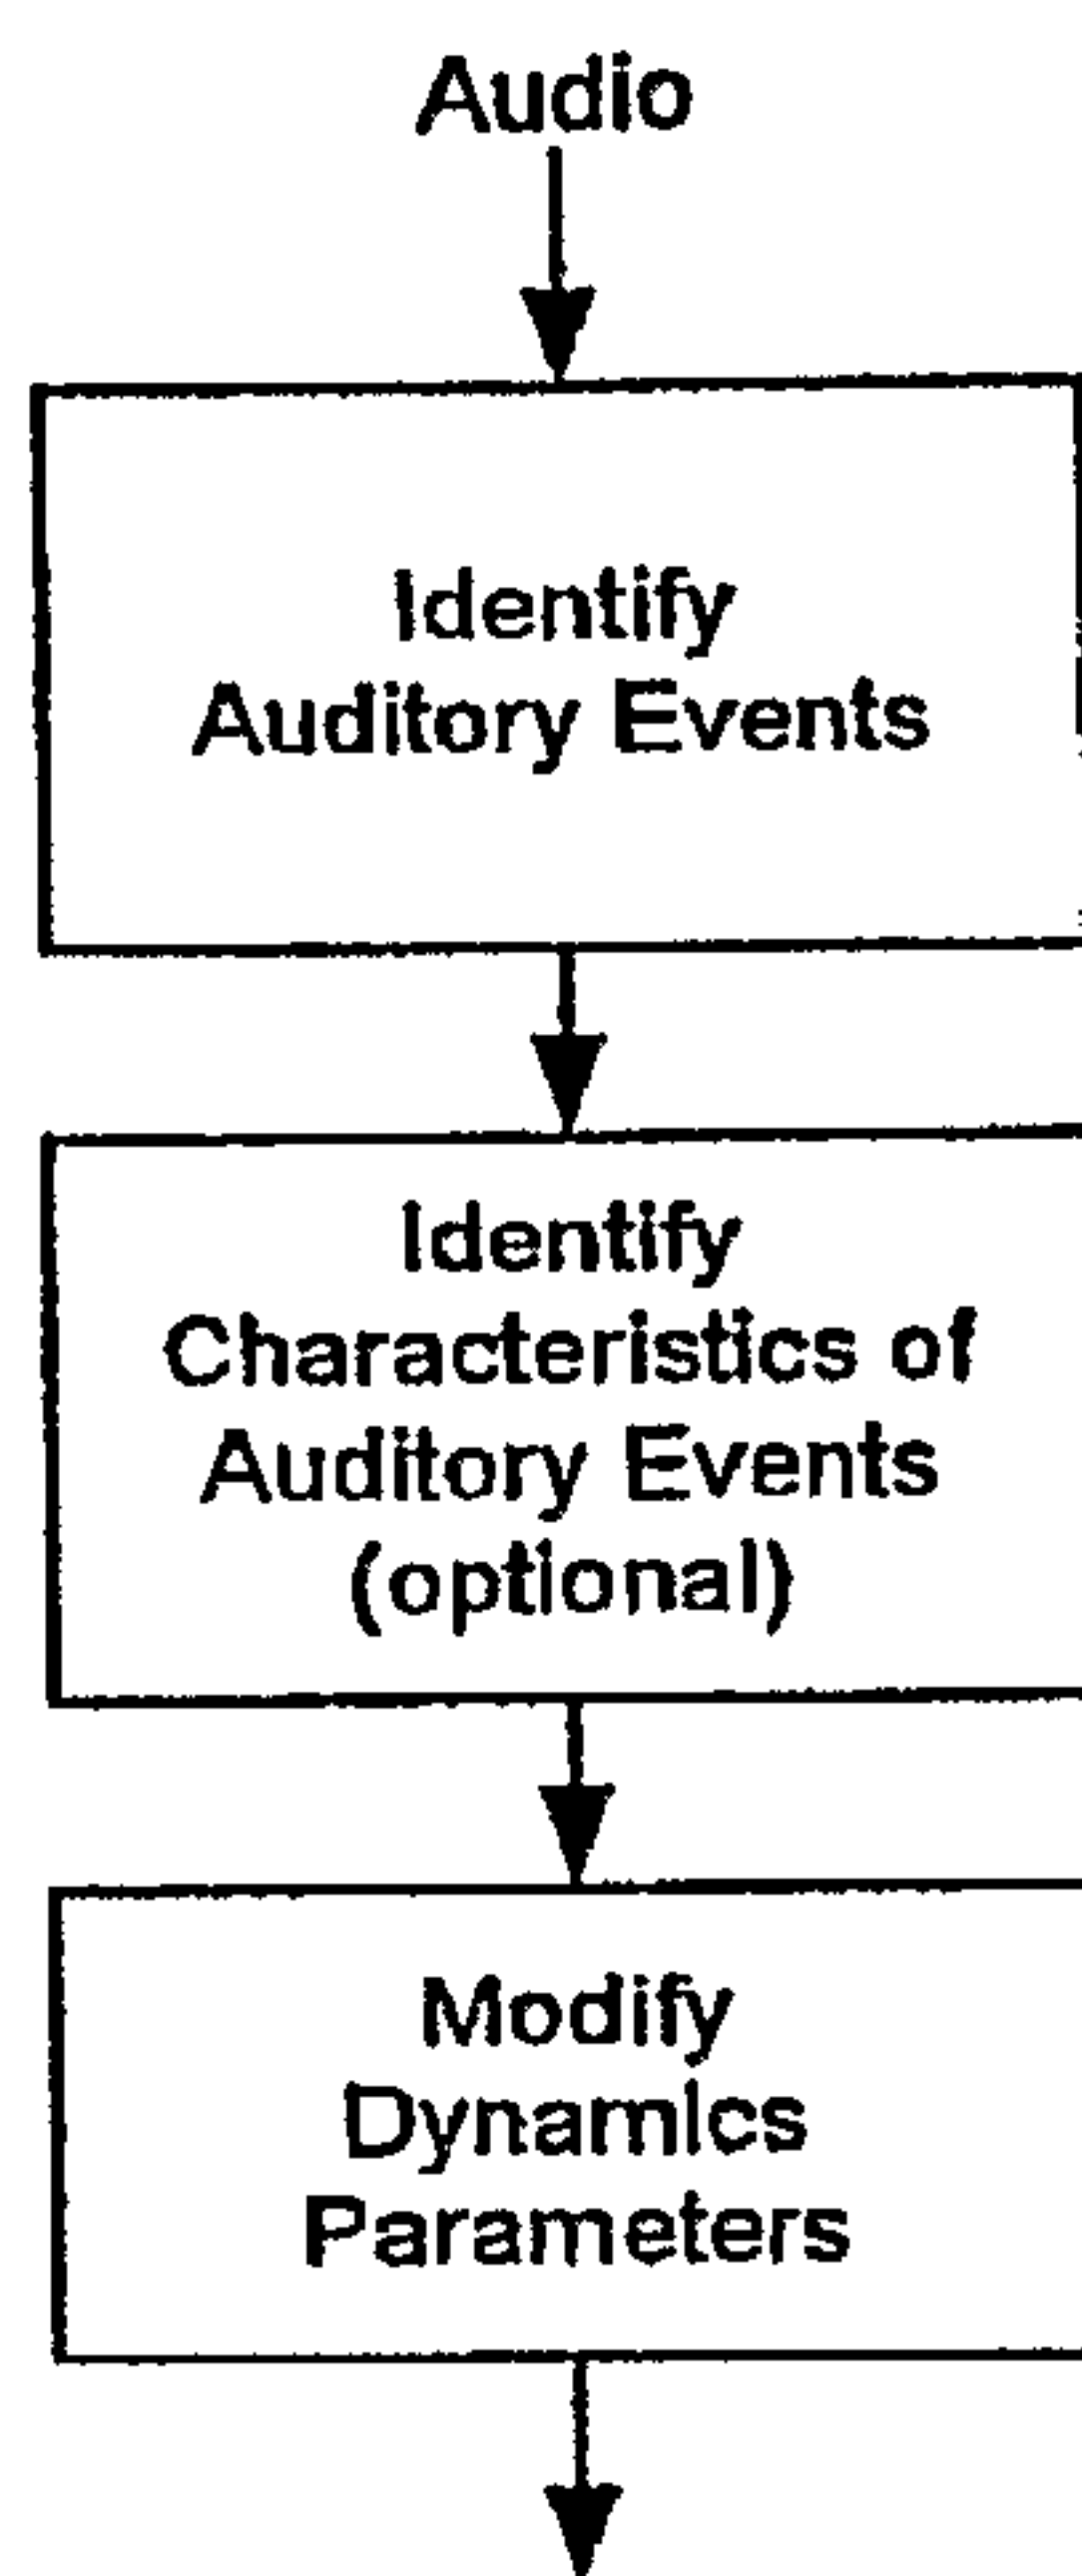 Audio
Identify
Auditory Events
Identify
Characteristics of
Auditory Events
(optional)
Modify
Dynamics
Parameters